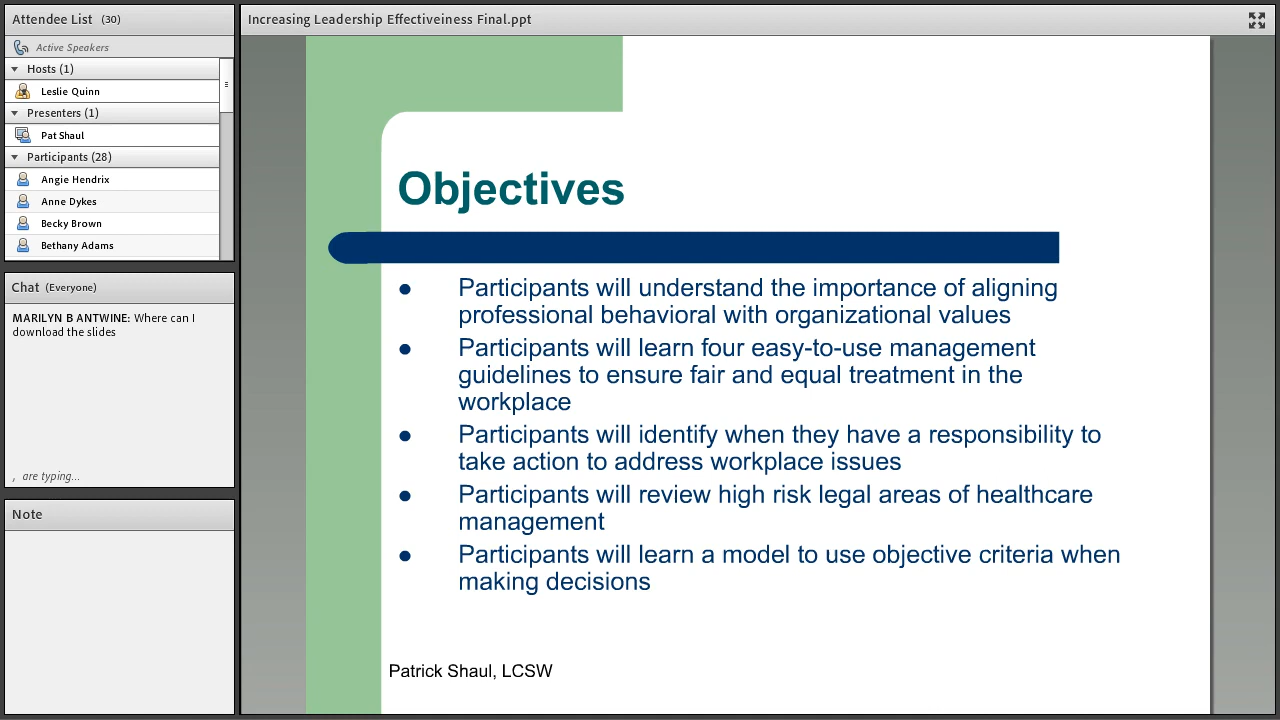 Attendee List (30)
Active Speakers
Hosts (1)
Leslie Quinn
Presenters (1)
Pat Shaul
Participants (28)
Angie Hendrix
Anne Dykes
Becky Brown
Bethany Adams
Chat (Everyone)
MARILYN B ANTWINE: Where can I
download the slides
, are typing...
Note
Increasing Leadership Effectiveiness Final.ppt
Objectives
● Participants will understand the importance of aligning
professional behavioral with organizational values
● Participants will learn four easy-to-use management
guidelines to ensure fair and equal treatment in the
workplace
● Participants will identify when they have a responsibility to
take action to address workplace issues
● Participants will review high risk legal areas of healthcare
management
● Participants will learn a model to use objective criteria when
making decisions
Patrick Shaul, LCSW